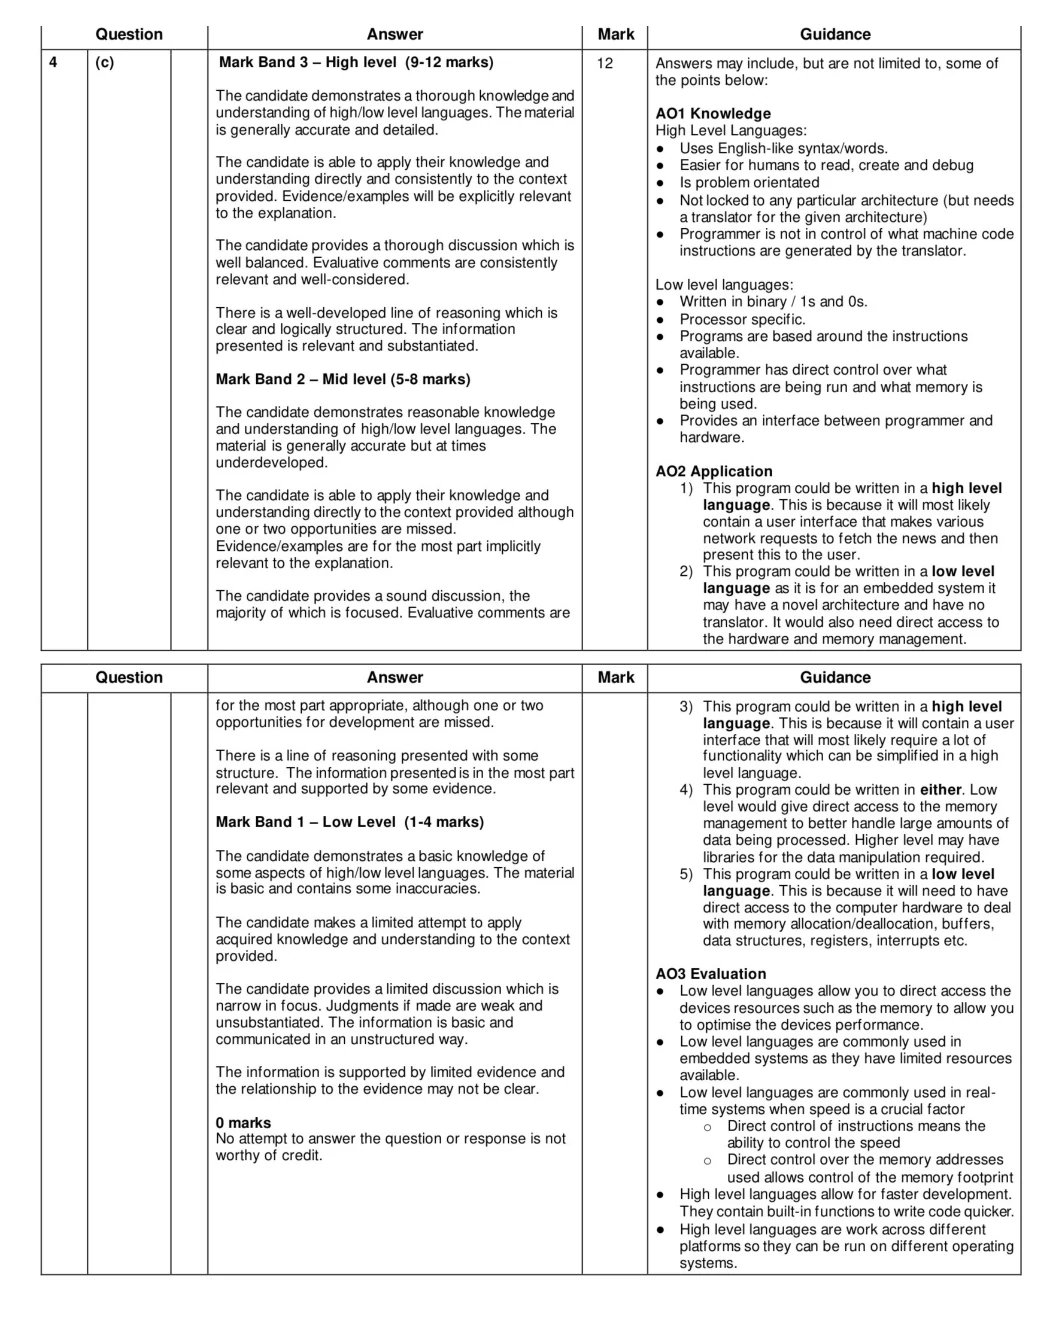 Question Answer Mark Guidance
4 (c) Mark Band 3 – High level (9-12 marks) 12
The candidate demonstrates a thorough knowledge and
understanding of high/low level languages. The material
is generally accurate and detailed.
The candidate is able to apply their knowledge and
understanding directly and consistently to the context
provided. Evidence/examples will be explicitly relevant
to the explanation.
The candidate provides a thorough discussion which is
well balanced. Evaluative comments are consistently
relevant and well-considered.
There is a well-developed line of reasoning which is
clear and logically structured. The information
presented is relevant and substantiated.
Mark Band 2 – Mid level (5-8 marks)
The candidate demonstrates reasonable knowledge
and understanding of high/low level languages. The
material is generally accurate but at times
underdeveloped.
The candidate is able to apply their knowledge and
understanding directly to the context provided although
one or two opportunities are missed.
Evidence/examples are for the most part implicitly
relevant to the explanation.
The candidate provides a sound discussion, the
majority of which is focused. Evaluative comments are
Answers may include, but are not limited to, some of
the points below:
AO1 Knowledge
High Level Languages:
● Uses English-like syntax/words.
● Easier for humans to read, create and debug
● Is problem orientated
● Not locked to any particular architecture (but needs
a translator for the given architecture)
● Programmer is not in control of what machine code
instructions are generated by the translator.
Low level languages:
● Written in binary / 1s and 0s.
● Processor specific.
● Programs are based around the instructions
available.
● Programmer has direct control over what
instructions are being run and what memory is
being used.
● Provides an interface between programmer and
hardware.
AO2 Application
1) This program could be written in a high level
language. This is because it will most likely
contain a user interface that makes various
network requests to fetch the news and then
present this to the user.
2) This program could be written in a low level
language as it is for an embedded system it
may have a novel architecture and have no
translator. It would also need direct access to
the hardware and memory management.
Question Answer Mark Guidance
for the most part appropriate, although one or two
opportunities for development are missed.
There is a line of reasoning presented with some
structure. The information presented is in the most part
relevant and supported by some evidence.
Mark Band 1 – Low Level (1-4 marks)
The candidate demonstrates a basic knowledge of
some aspects of high/low level languages. The material
is basic and contains some inaccuracies.
The candidate makes a limited attempt to apply
acquired knowledge and understanding to the context
provided.
The candidate provides a limited discussion which is
narrow in focus. Judgments if made are weak and
unsubstantiated. The information is basic and
communicated in an unstructured way.
The information is supported by limited evidence and
the relationship to the evidence may not be clear.
0 marks
No attempt to answer the question or response is not
worthy of credit.
3) This program could be written in a high level
language. This is because it will contain a user
interface that will most likely require a lot of
functionality which can be simplified in a high
level language.
4) This program could be written in either. Low
level would give direct access to the memory
management to better handle large amounts of
data being processed. Higher level may have
libraries for the data manipulation required.
5) This program could be written in a low level
language. This is because it will need to have
direct access to the computer hardware to deal
with memory allocation/deallocation, buffers,
data structures, registers, interrupts etc.
AO3 Evaluation
● Low level languages allow you to direct access the
devices resources such as the memory to allow you
to optimise the devices performance.
● Low level languages are commonly used in
embedded systems as they have limited resources
available.
● Low level languages are commonly used in real-
time systems when speed is a crucial factor
○ Direct control of instructions means the
ability to control the speed
○ Direct control over the memory addresses
used allows control of the memory footprint
● High level languages allow for faster development.
They contain built-in functions to write code quicker.
● High level languages are work across different
platforms so they can be run on different operating
systems.